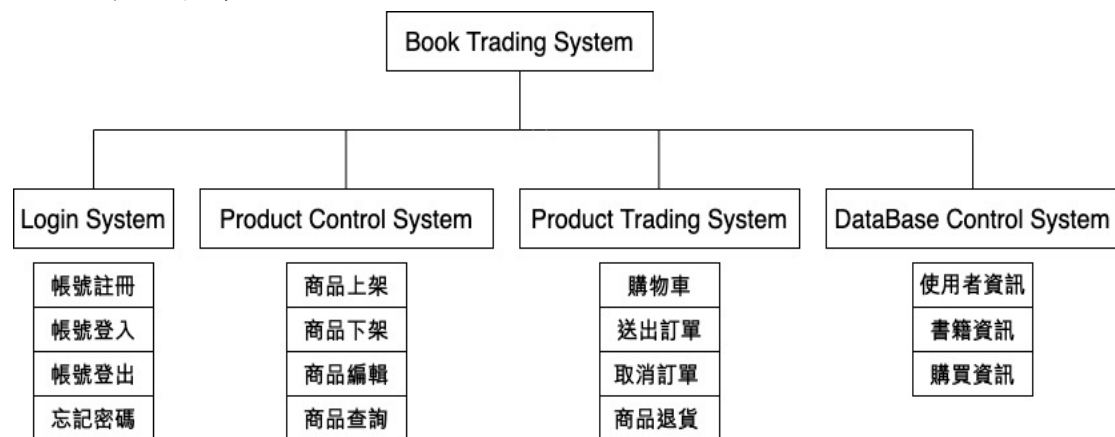 Book Trading System
Login System
Product Control System
Product Trading System
DataBase Control System
帳號註冊
帳號登入
帳號登出
忘記密碼
商品上架
商品下架
商品編輯
商品查詢
購物車
送出訂單
取消訂單
商品退貨
使用者資訊
書籍資訊
購買資訊